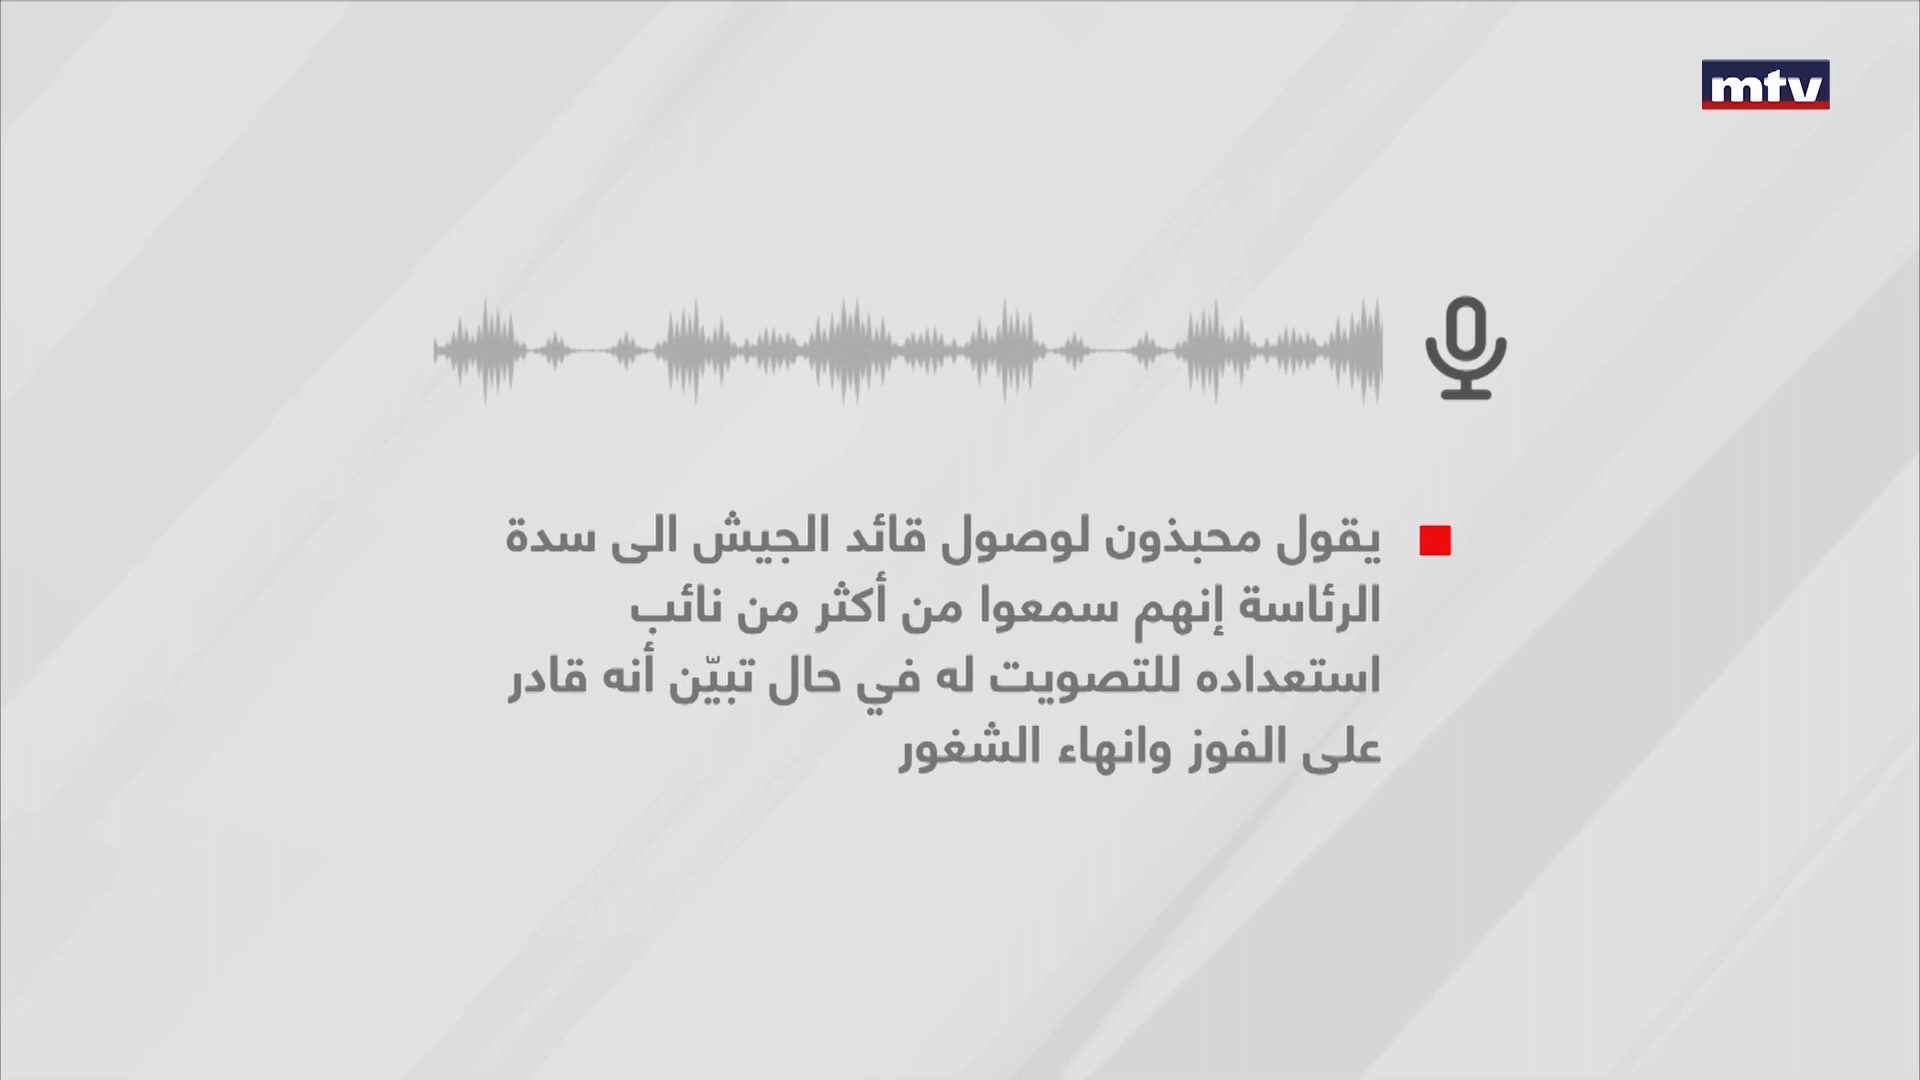 mtv
يقول محبذون لوصول قائد الجيش الى سدة
الرئاسة إنهم سمعوا من أكثر من نائب
استعداده للتصويت له في حال تبيّن أنه قادر
على الفوز وانهاء الشغور